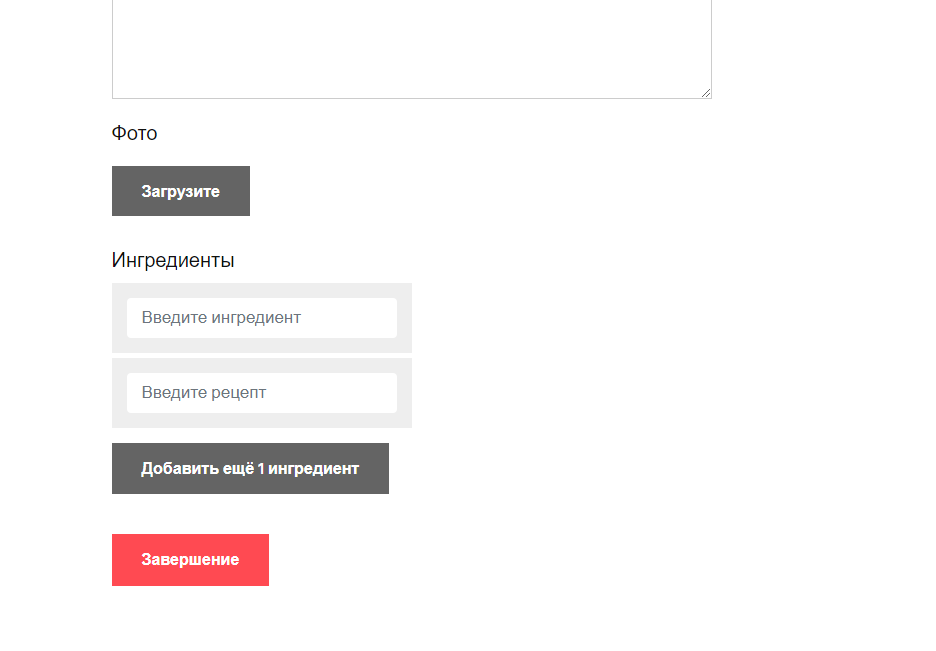 Фото
Загрузите
Ингредиенты
Введите ингредиент
Введите рецепт
Добавить ещё 1 ингредиент
Завершение